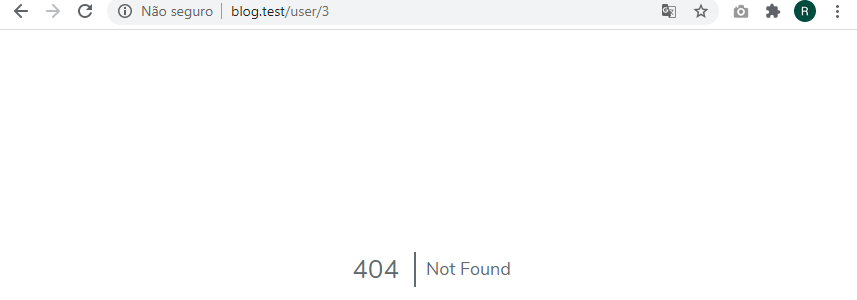 Não seguro | blog.test/user/3
R
404 | Not Found